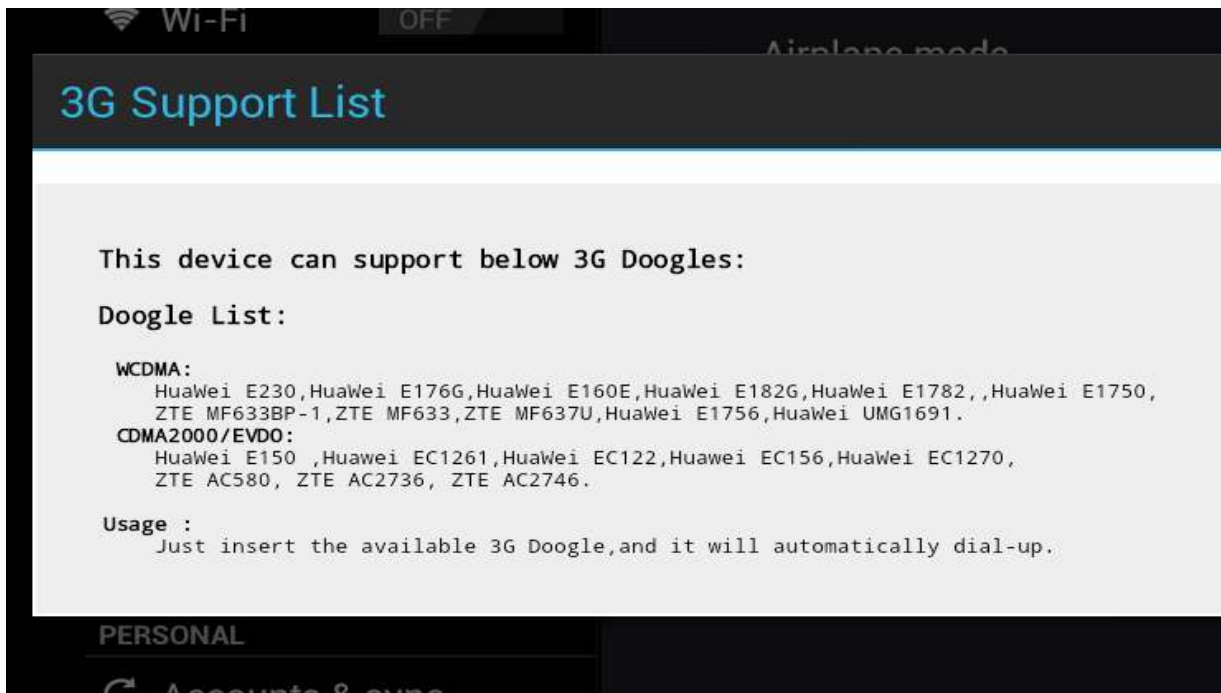 Wi-Fi
OFF
Airplane mode
3G Support List
This device can support below 3G Doogles:
Doogle List:
WCDMA:
HuaWei E230,HuaWei E176G,HuaWei E160E,HuaWei E182G,HuaWei E1782,,HuaWei E1750,
ZTE MF633BP-1,ZTE MF633,ZTE MF637U,HuaWei E1756,HuaWei UMG1691.
CDMA2000/EVDO:
HuaWei E150 ,Huawei EC1261,HuaWei EC122,Huawei EC156,HuaWei EC1270,
ZTE AC580, ZTE AC2736, ZTE AC2746.
Usage :
Just insert the available 3G Doogle,and it will automatically dial-up.
PERSONAL
Accounts & sync